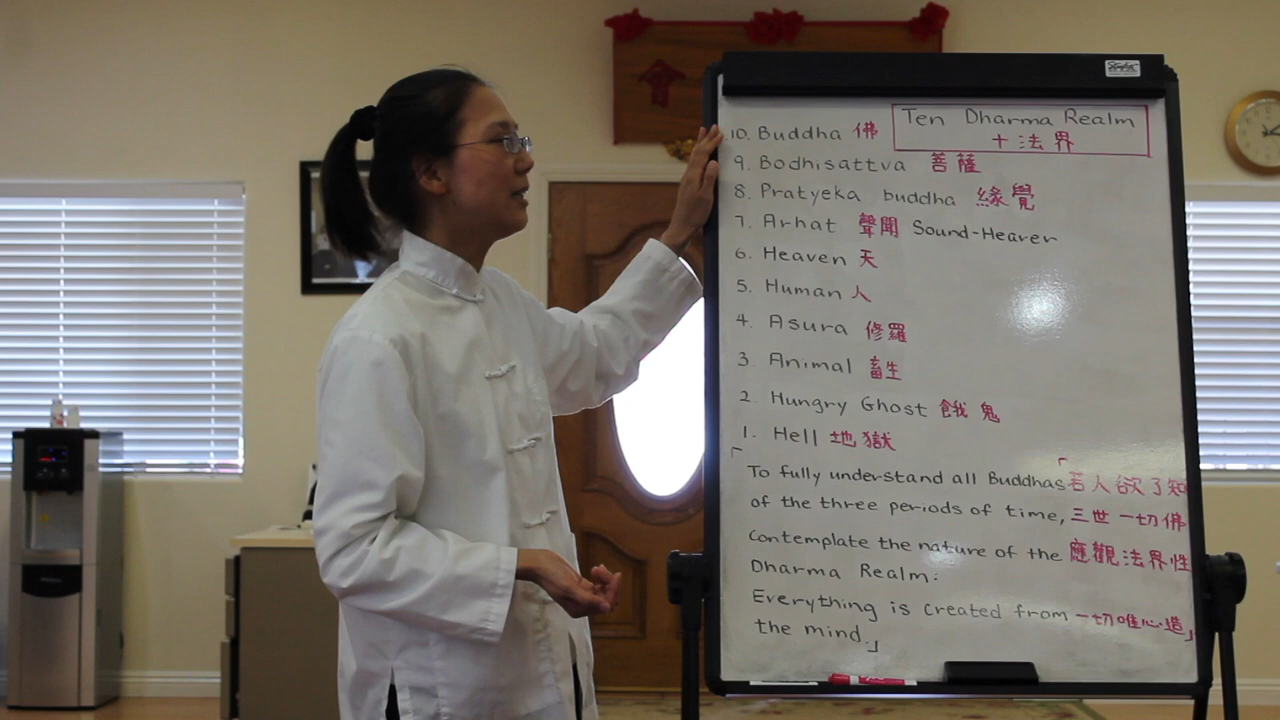 Ten Dharma Realm
十法界
10. Buddha 佛
9. Bodhisattva 菩薩
8. Pratyeka buddha 緣覺
7. Arhat 聲聞 Sound-Hearer
6. Heaven 天
5. Human 人
4. Asura 修羅
3 Animal 畜生
2. Hungry Ghost 餓鬼
1. Hell 地獄
「To fully understand all Buddhas「若人欲了知
of the three periods of time, 三世一切佛
Contemplate the nature of the 應觀法界性
Dharma Realm:
Everything is created from 一切唯心造」
the mind.」